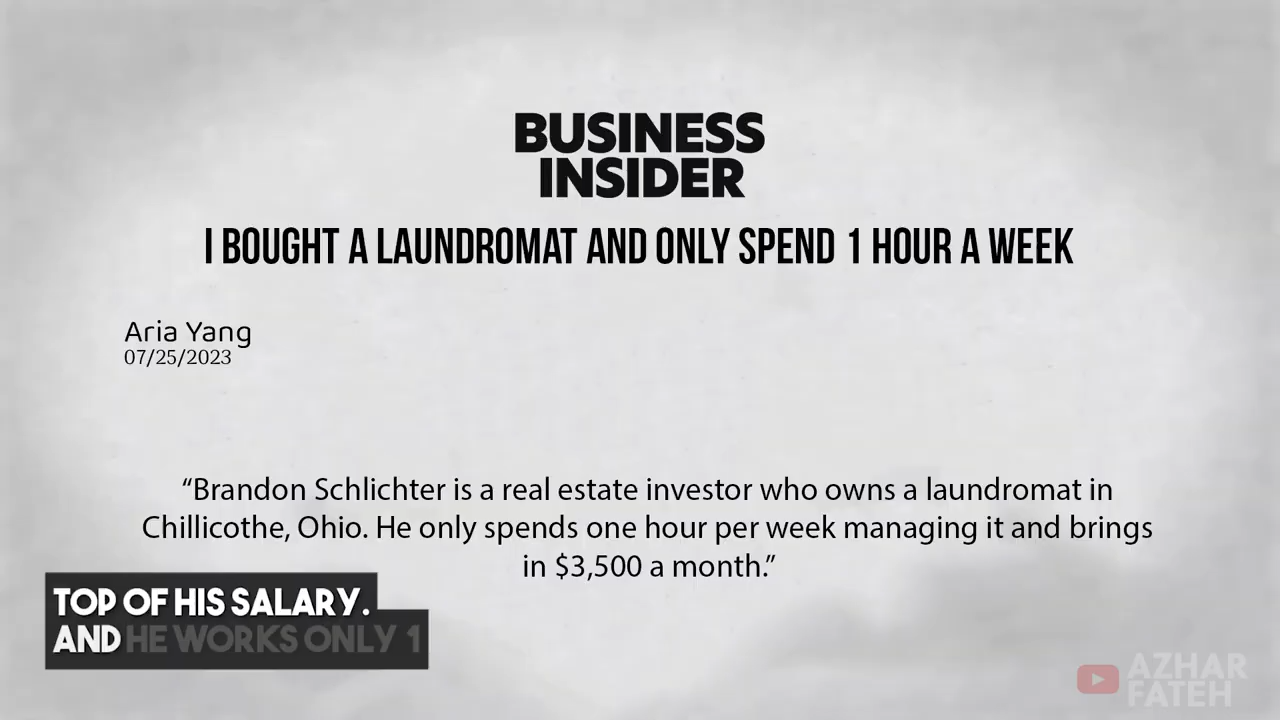 BUSINESS
INSIDER
I BOUGHT A LAUNDROMAT AND ONLY SPEND 1 HOUR A WEEK
Aria Yang
07/25/2023
“Brandon Schlichter is a real estate investor who owns a laundromat in
Chillicothe, Ohio. He only spends one hour per week managing it and brings
in $3,500 a month.”
TOP OF HIS SALARY.
AND HE WORKS ONLY 1
AZHAR
FATEH